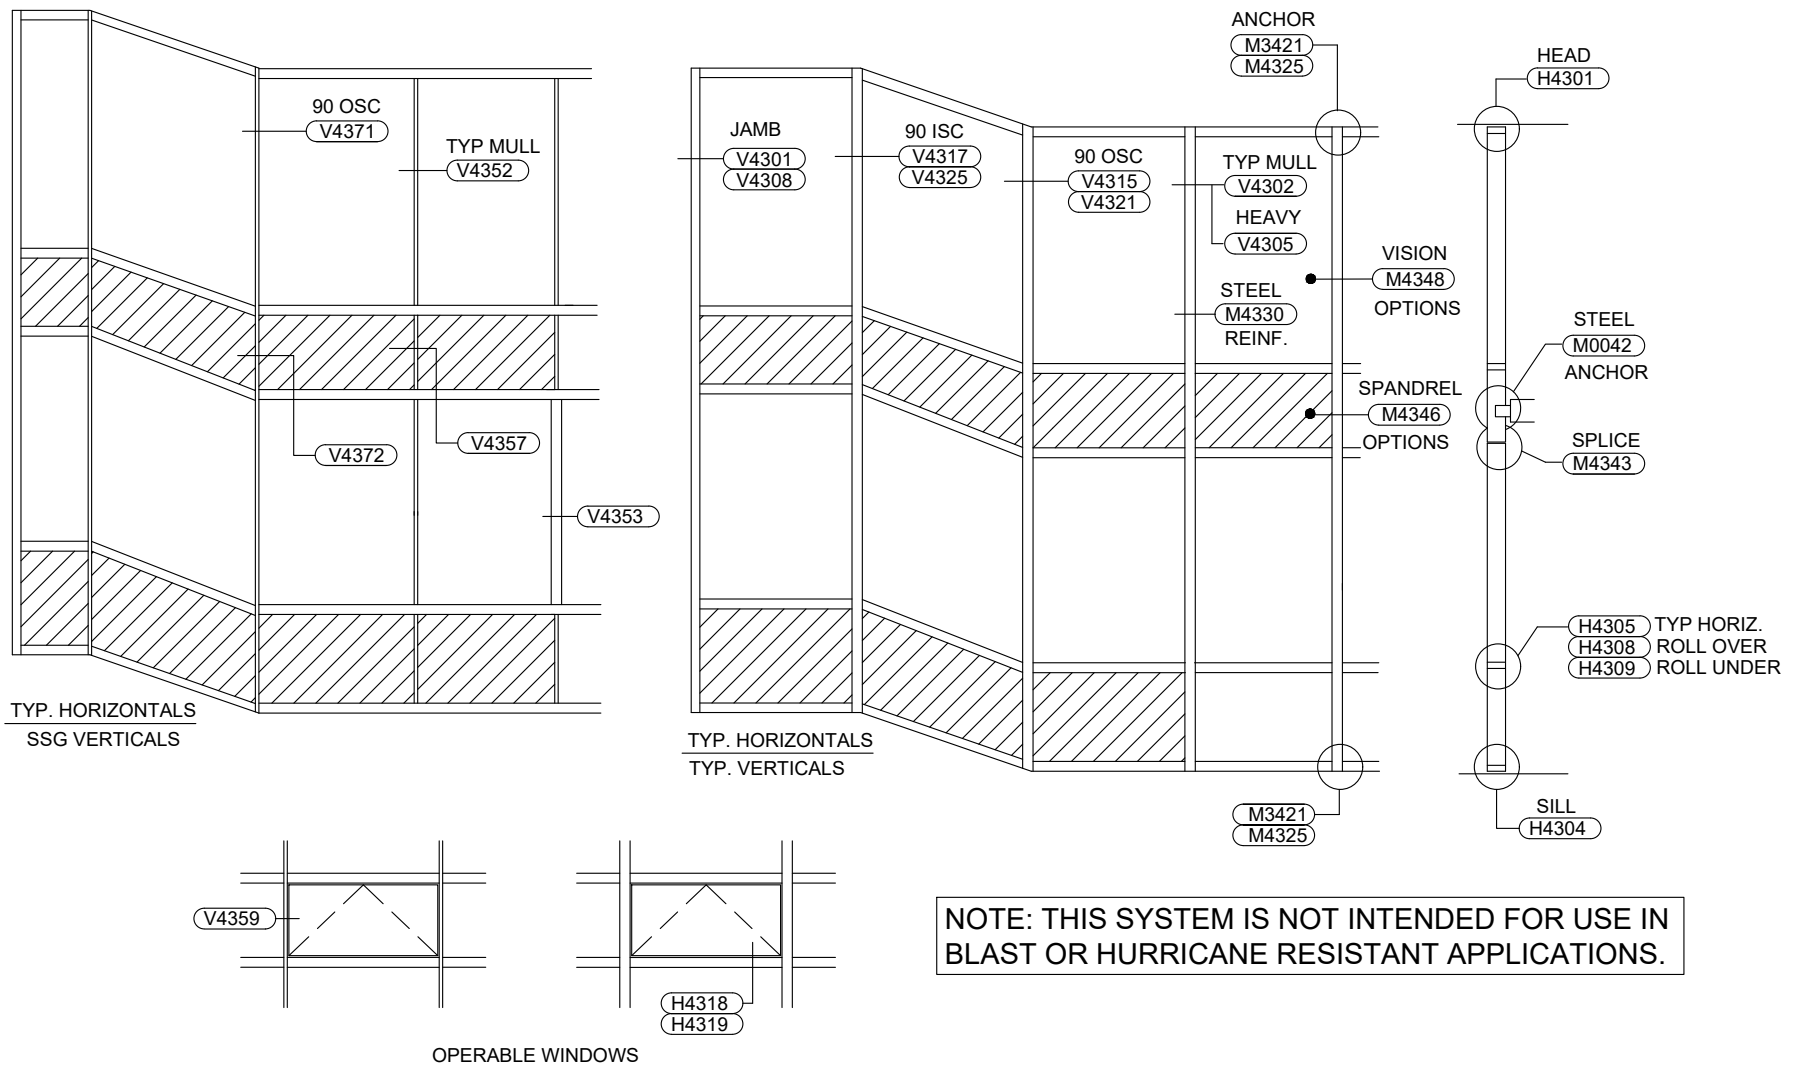 90 OSC
V4371
TYP MULL
V4352
V4357
V4372
V4353
TYP. HORIZONTALS
SSG VERTICALS
JAMB
V4301
V4308
90 ISC
V4317
V4325
90 OSC
V4315
V4321
TYP MULL
V4302
HEAVY
V4305
STEEL
M4330
REINF.
ANCHOR
M3421
M4325
VISION
M4348
OPTIONS
SPANDREL
M4346
OPTIONS
TYP. HORIZONTALS
TYP. VERTICALS
M3421
M4325
HEAD
H4301
STEEL
M0042
ANCHOR
SPLICE
M4343
H4305 TYP HORIZ.
H4308 ROLL OVER
H4309 ROLL UNDER
SILL
H4304
V4359
H4318
H4319
OPERABLE WINDOWS
NOTE: THIS SYSTEM IS NOT INTENDED FOR USE IN
BLAST OR HURRICANE RESISTANT APPLICATIONS.